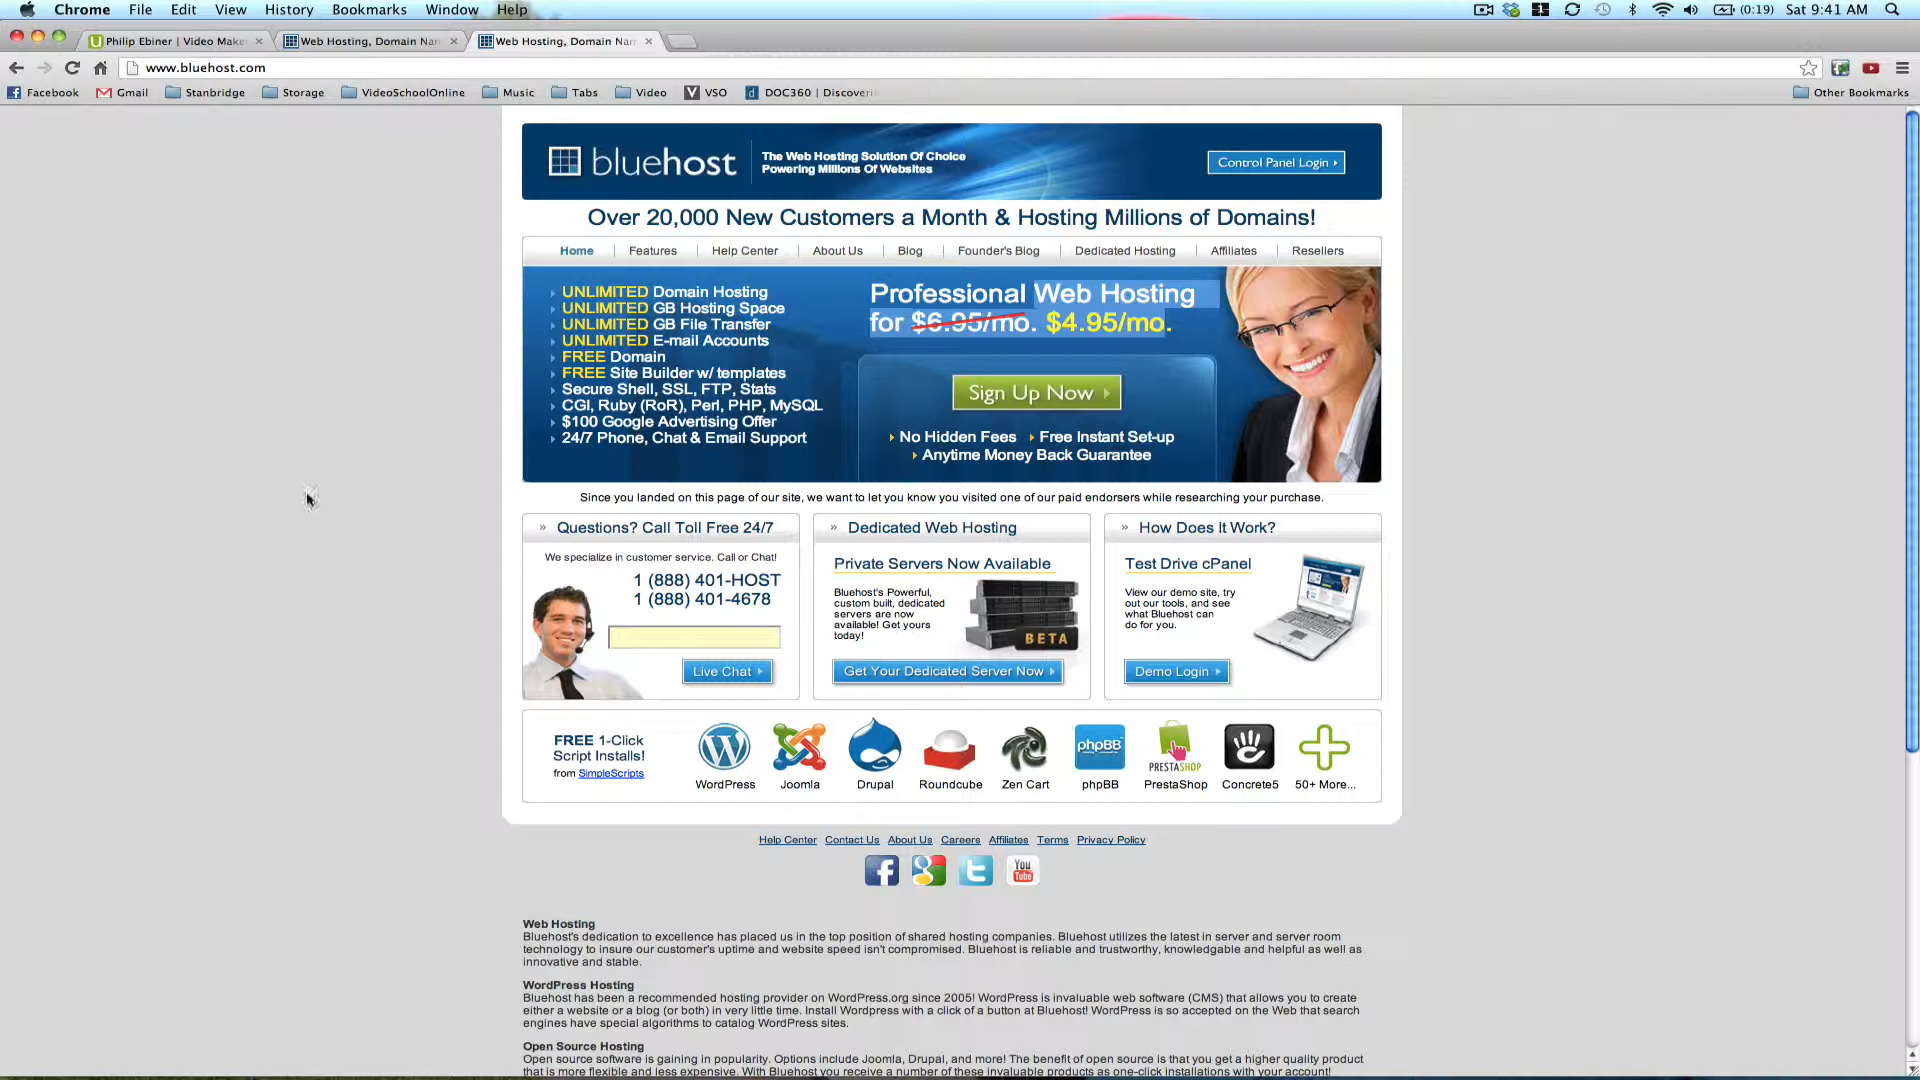 Chrome File Edit View History Bookmarks Window Help
1 (0:19) Sat 9:41 AM
Philip Ebiner | Video Make
Web Hosting, Domain Nan
Web Hosting, Domain Nan
www.bluehost.com
Facebook Gmail Stanbridge Storage VideoSchoolOnline Music Tabs Video VSO DOC360 | Discoveri Other Bookmarks
bluehost
The Web Hosting Solution Of Choice
Powering Millions Of Websites
Control Panel Login
Over 20,000 New Customers a Month & Hosting Millions of Domains!
Home Features Help Center About Us Blog Founder's Blog Dedicated Hosting Affiliates Resellers
UNLIMITED Domain Hosting
UNLIMITED GB Hosting Space
UNLIMITED GB File Transfer
UNLIMITED E-mail Accounts
FREE Domain
FREE Site Builder w/ templates
Secure Shell, SSL, FTP, Stats
CGI, Ruby (RoR), Perl, PHP, MySQL
$100 Google Advertising Offer
24/7 Phone, Chat & Email Support
Professional Web Hosting
for $6.95/mo. $4.95/mo.
Sign Up Now
No Hidden Fees Free Instant Set-up
Anytime Money Back Guarantee
Since you landed on this page of our site, we want to let you know you visited one of our paid endorsers while researching your purchase.
» Questions? Call Toll Free 24/7
We specialize in customer service. Call or Chat!
1 (888) 401-HOST
1 (888) 401-4678
Live Chat
» Dedicated Web Hosting
Private Servers Now Available
Bluehost's Powerful,
custom built, dedicated
servers are now
available! Get yours
today!
BETA
Get Your Dedicated Server Now
» How Does It Work?
Test Drive cPanel
View our demo site, try
out our tools, and see
what Bluehost can
do for you.
Demo Login
FREE 1-Click
Script Installs!
from SimpleScripts
phpBB
PRESTASHOP
WordPress Joomla Drupal Roundcube Zen Cart phpBB PrestaShop Concrete5 50+ More...
Help Center Contact Us About Us Careers Affiliates Terms Privacy Policy
You
Tube
Web Hosting
Bluehost's dedication to excellence has placed us in the top position of shared hosting companies. Bluehost utilizes the latest in server and server room
technology to insure our customer's uptime and website speed isn't compromised. Bluehost is reliable and trustworthy, knowledgable and helpful as well as
innovative and stable.
WordPress Hosting
Bluehost has been a recommended hosting provider on WordPress.org since 2005! WordPress is invaluable web software (CMS) that allows you to create
either a website or a blog (or both) in very little time. Install Wordpress with a click of a button at Bluehost! WordPress is so accepted on the Web that search
engines have special algorithms to catalog WordPress sites.
Open Source Hosting
Open source software is gaining in popularity. Options include Joomla, Drupal, and more! The benefit of open source is that you get a higher quality product
that is more flexible and less expensive. With Bluehost you receive a number of these invaluable products as one-click installations with your account!